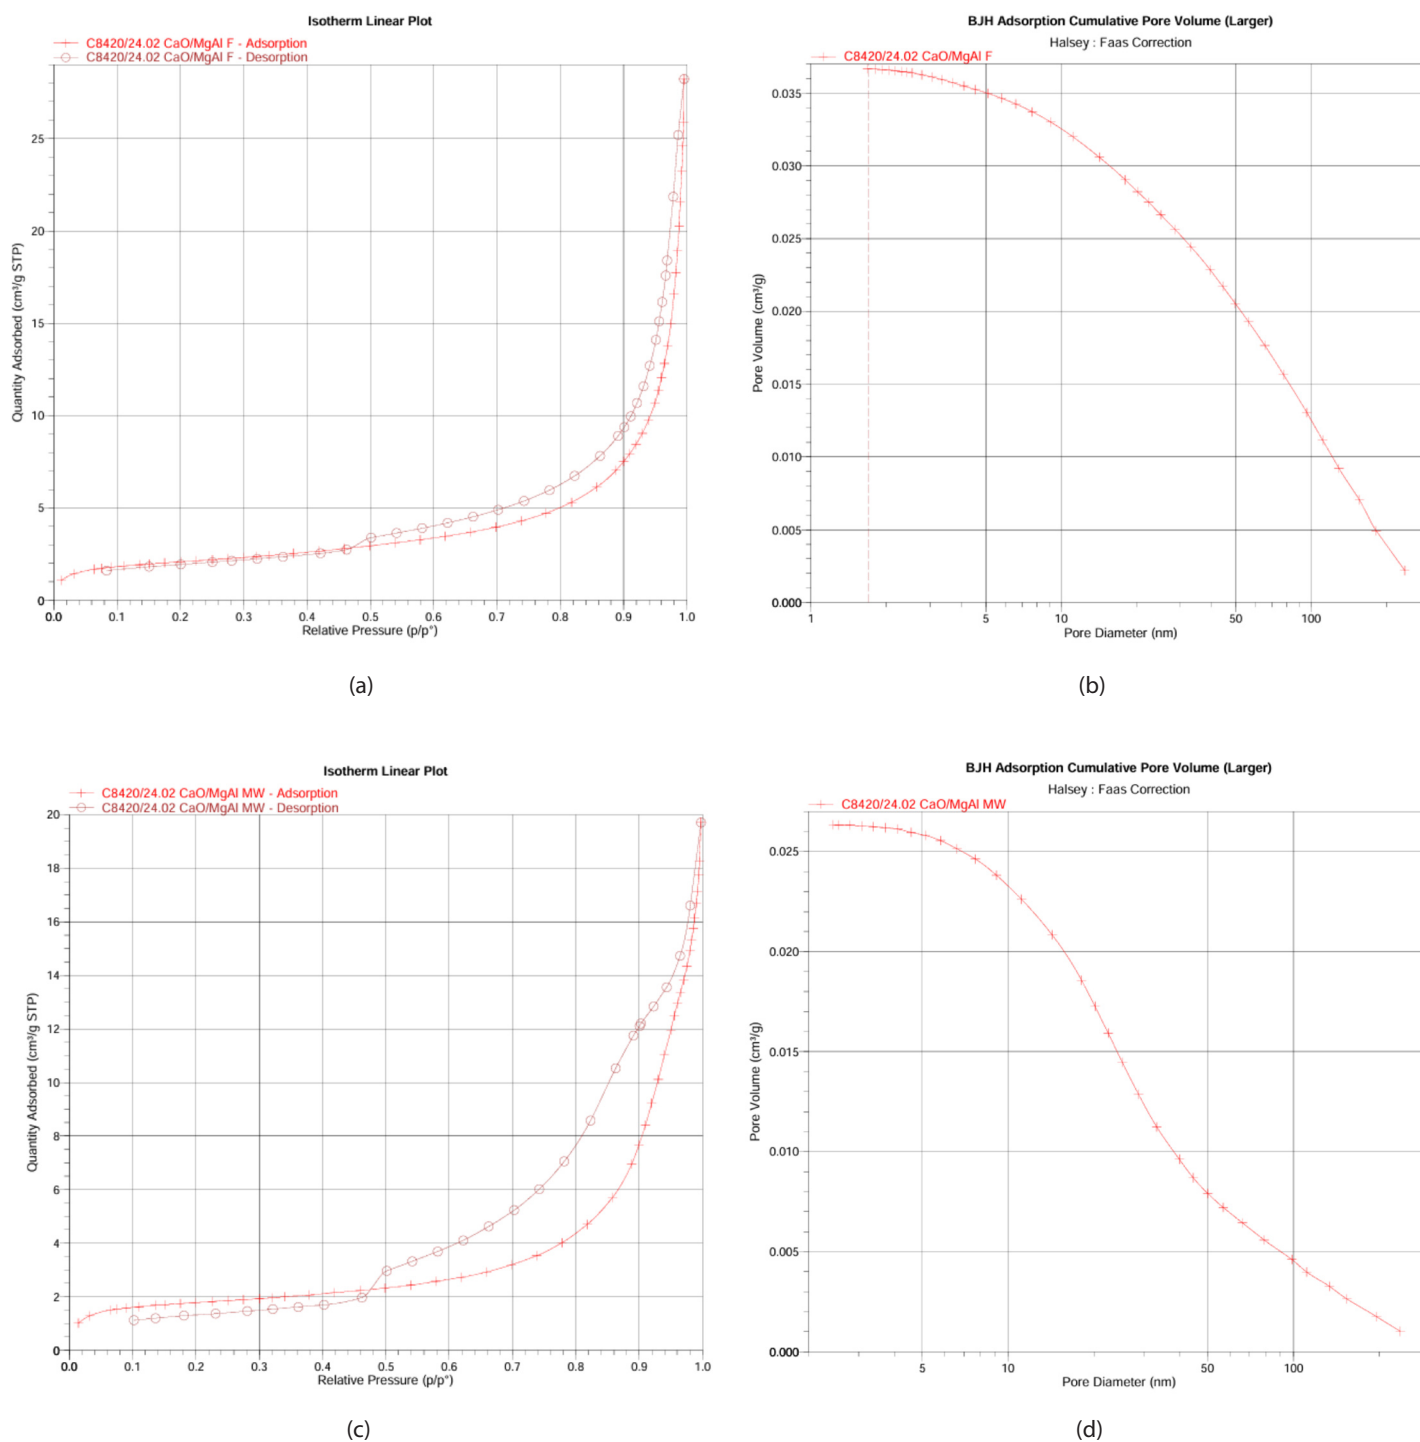 Isotherm Linear Plot
C8420/24.02 CaO/MgAl F - Adsorption
C8420/24.02 CaO/MgAl F - Desorption
Quantity Adsorbed (cm³/g STP)
25
20
15
10
5
0
0.0 0.1 0.2 0.3 0.4 0.5 0.6 0.7 0.8 0.9 1.0
Relative Pressure (p/p°)
(a)
BJH Adsorption Cumulative Pore Volume (Larger)
Halsey : Faas Correction
C8420/24.02 CaO/MgAl F
Pore Volume (cm³/g)
0.035
0.030
0.025
0.020
0.015
0.010
0.005
0.000
1 5 10 50 100
Pore Diameter (nm)
(b)
Isotherm Linear Plot
C8420/24.02 CaO/MgAl MW - Adsorption
C8420/24.02 CaO/MgAl MW - Desorption
Quantity Adsorbed (cm³/g STP)
20
18
16
14
12
10
8
6
4
2
0
0.0 0.1 0.2 0.3 0.4 0.5 0.6 0.7 0.8 0.9 1.0
Relative Pressure (p/p°)
(c)
BJH Adsorption Cumulative Pore Volume (Larger)
Halsey : Faas Correction
C8420/24.02 CaO/MgAl MW
Pore Volume (cm³/g)
0.025
0.020
0.015
0.010
0.005
0.000
5 10 50 100
Pore Diameter (nm)
(d)